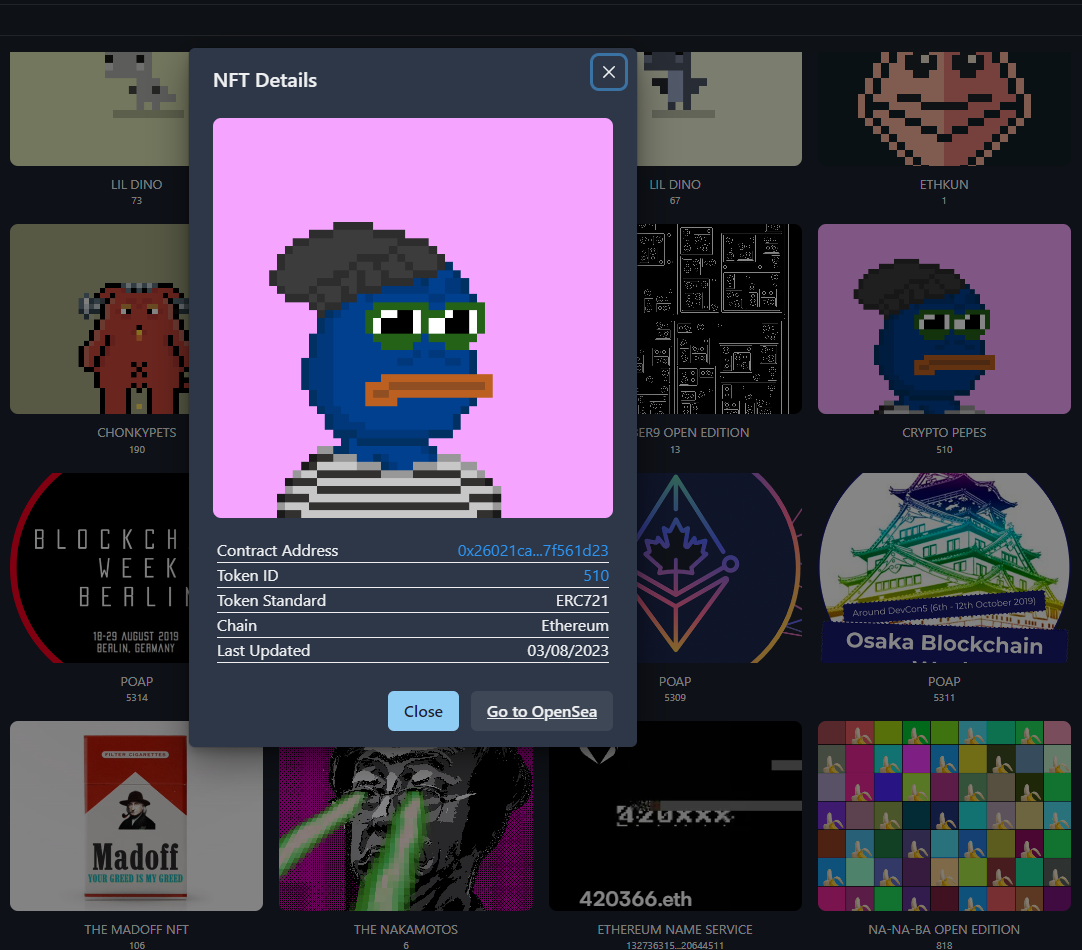 NFT Details
LIL DINO
73
LIL DINO
67
ETHKUN
1
Contract Address 0x26021ca...7f561d23
Token ID 510
Token Standard ERC721
Chain Ethereum
Last Updated 03/08/2023
Close Go to OpenSea
CHONKYPETS
190
OPEN EDITION
13
CRYPTO PEPES
510
BLOCKCH
WEEK
BERLIN
18-29 AUGUST 2019
BERLIN, GERMANY
POAP
5314
POAP
5309
Around DevCon5 (6th - 12th October 2019)
Osaka Blockchain
POAP
5311
FILTER CIGARETTES
Madoff
YOUR GREED IS MY GREED
THE MADOFF NFT
106
THE NAKAMOTOS
6
420xxx
420366.eth
ETHEREUM NAME SERVICE
132736315...20644511
NA-NA-BA OPEN EDITION
818